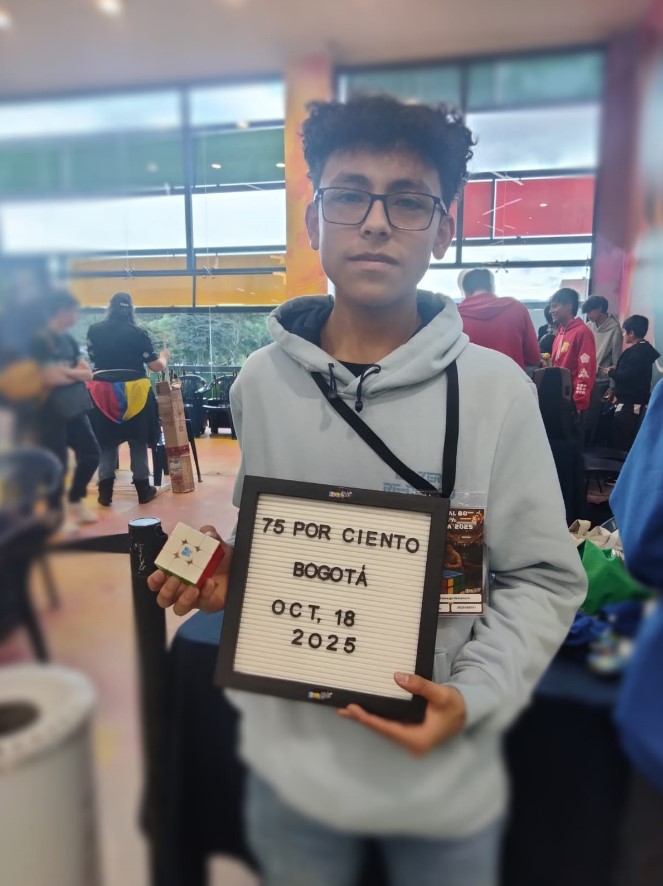 75 POR CIENTO
BOGOTÁ
OCT, 18
2025